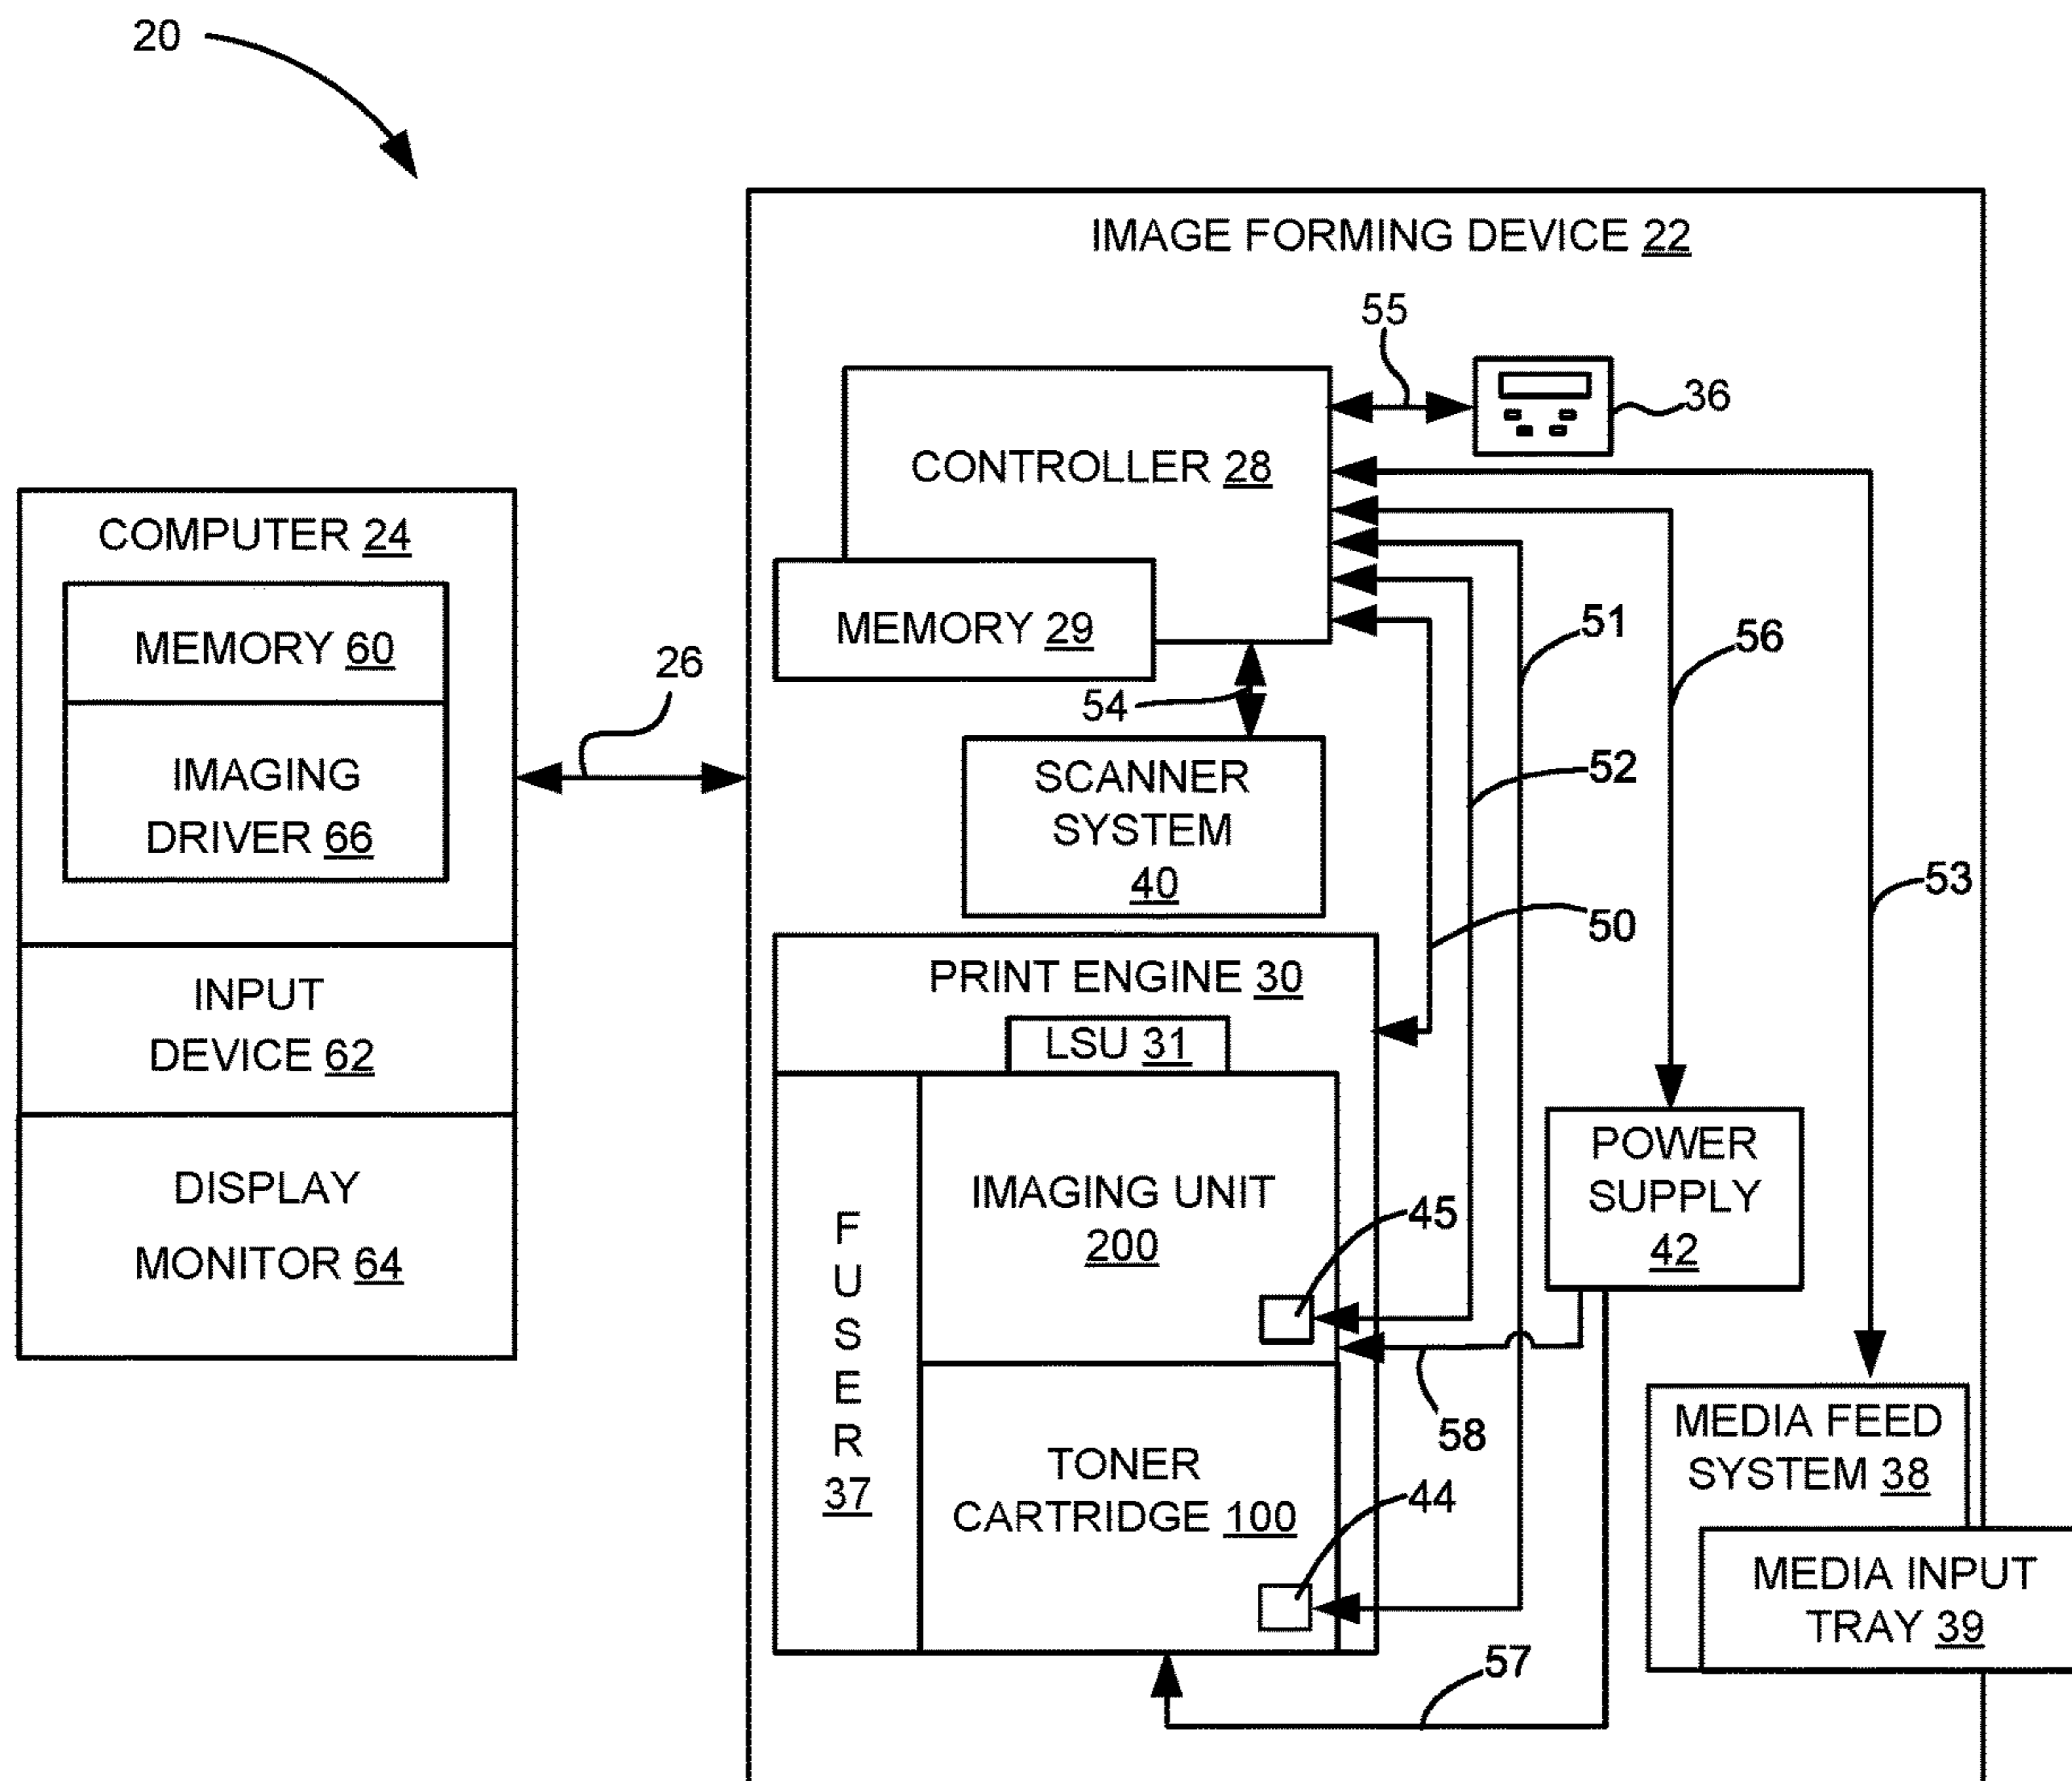 20
IMAGE FORMING DEVICE 22
55
36
CONTROLLER 28
COMPUTER 24
MEMORY 29
MEMORY 60
26
54
51
56
IMAGING
DRIVER 66
SCANNER
SYSTEM
40
52
53
50
PRINT ENGINE 30
LSU 31
INPUT
DEVICE 62
DISPLAY
MONITOR 64
POWER
SUPPLY
42
IMAGING UNIT
200
45
F
U
S
E
R
37
58
TONER
CARTRIDGE 100
44
MEDIA FEED
SYSTEM 38
MEDIA INPUT
TRAY 39
57